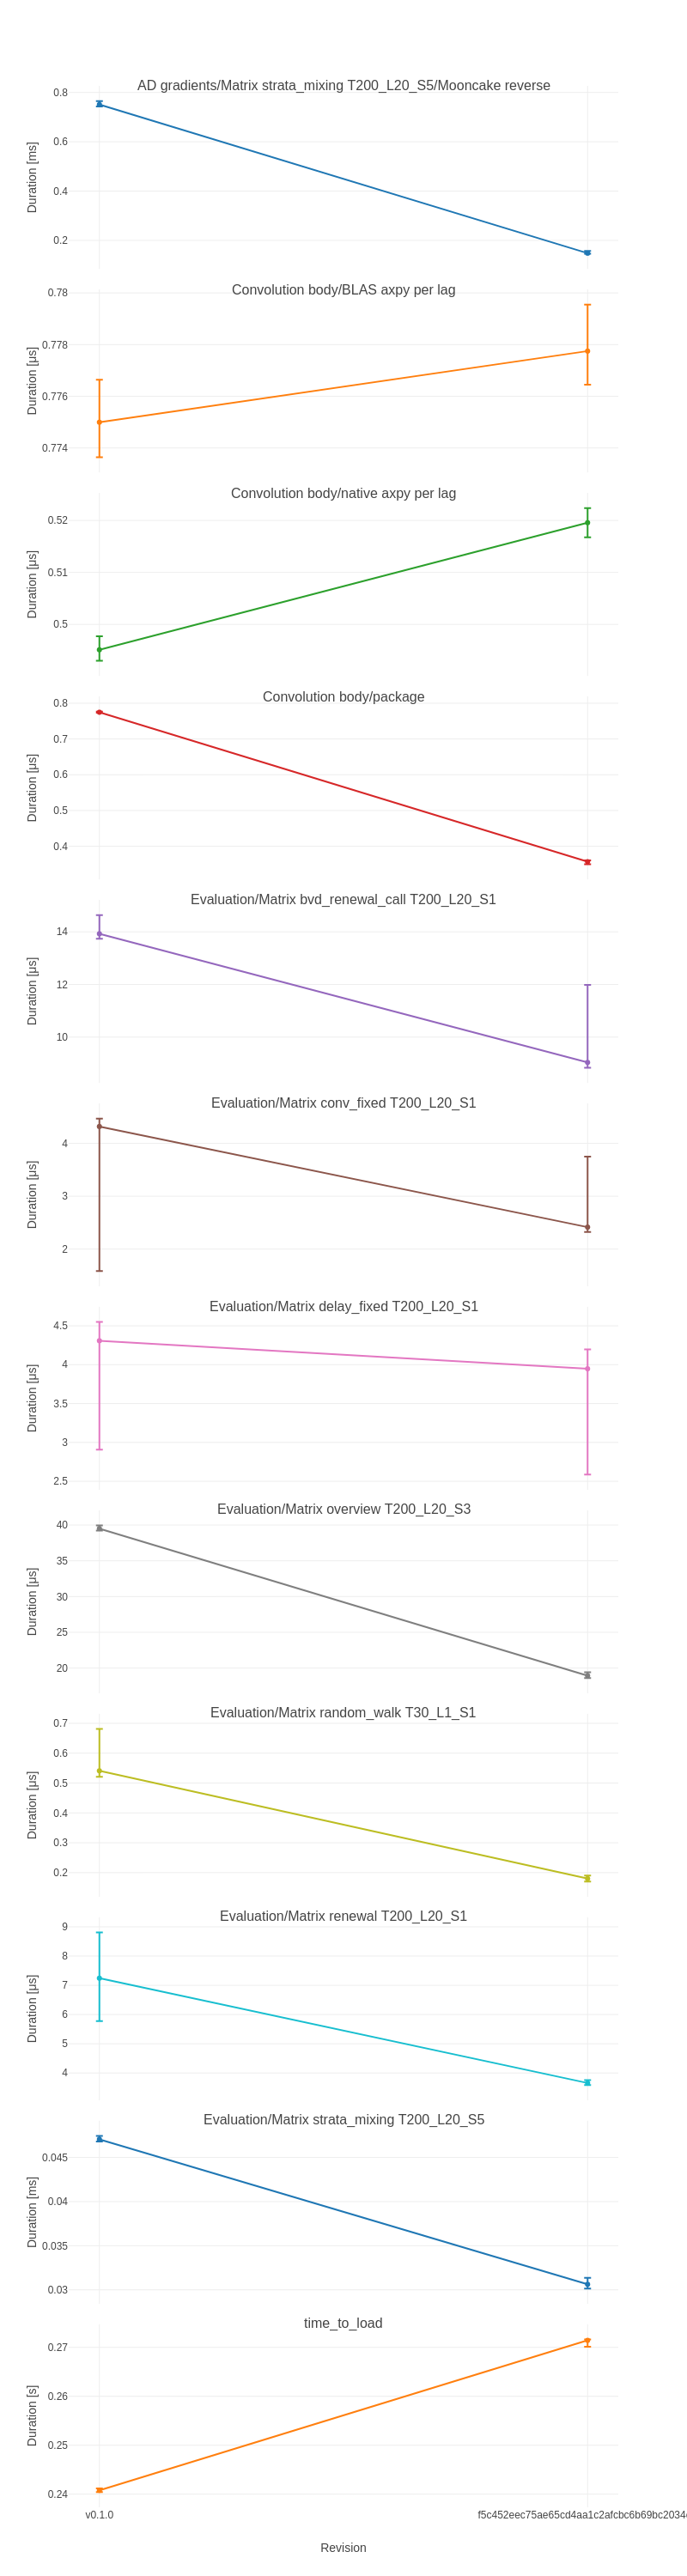 AD gradients/Matrix strata_mixing T200_L20_S5/Mooncake reverse
Duration [ms]
0.8
0.6
0.4
0.2
Convolution body/BLAS axpy per lag
Duration [μs]
0.78
0.778
0.776
0.774
Convolution body/native axpy per lag
Duration [μs]
0.52
0.51
0.5
Convolution body/package
Duration [μs]
0.8
0.7
0.6
0.5
0.4
Evaluation/Matrix bvd_renewal_call T200_L20_S1
Duration [μs]
14
12
10
Evaluation/Matrix conv_fixed T200_L20_S1
Duration [μs]
4
3
2
Evaluation/Matrix delay_fixed T200_L20_S1
Duration [μs]
4.5
4
3.5
3
2.5
Evaluation/Matrix overview T200_L20_S3
Duration [μs]
40
35
30
25
20
Evaluation/Matrix random_walk T30_L1_S1
Duration [μs]
0.7
0.6
0.5
0.4
0.3
0.2
Evaluation/Matrix renewal T200_L20_S1
Duration [μs]
9
8
7
6
5
4
Evaluation/Matrix strata_mixing T200_L20_S5
Duration [ms]
0.045
0.04
0.035
0.03
time_to_load
Duration [s]
0.27
0.26
0.25
0.24
v0.1.0
f5c452eec75ae65cd4aa1c2afcbc6b69bc2034
Revision